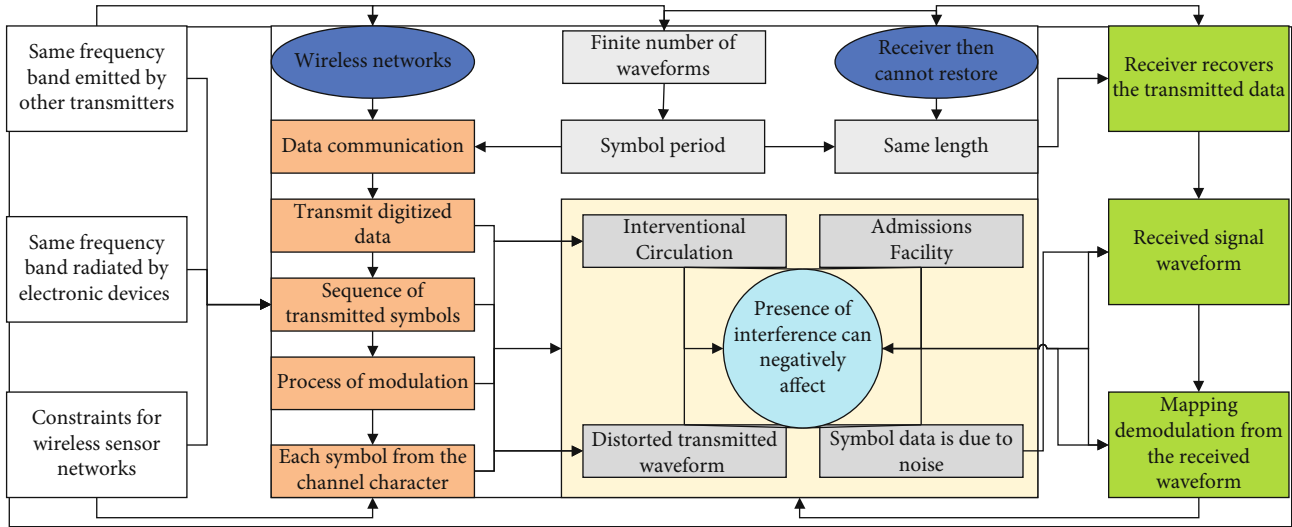 Same frequency
band emitted by
other transmitters
Wireless networks
Finite number of
waveforms
Receiver then
cannot restore
Receiver recovers
the transmitted data
Data communication
Symbol period
Same length
Transmit digitized
data
Interventional
Circulation
Admissions
Facility
Same frequency
band radiated by
electronic devices
Received signal
waveform
Sequence of
transmitted symbols
Presence of
interference can
negatively
affect
Process of modulation
Constraints for
wireless sensor
networks
Each symbol from the
channel character
Distorted transmitted
waveform
Symbol data is due to
noise
Mapping
demodulation from
the received
waveform